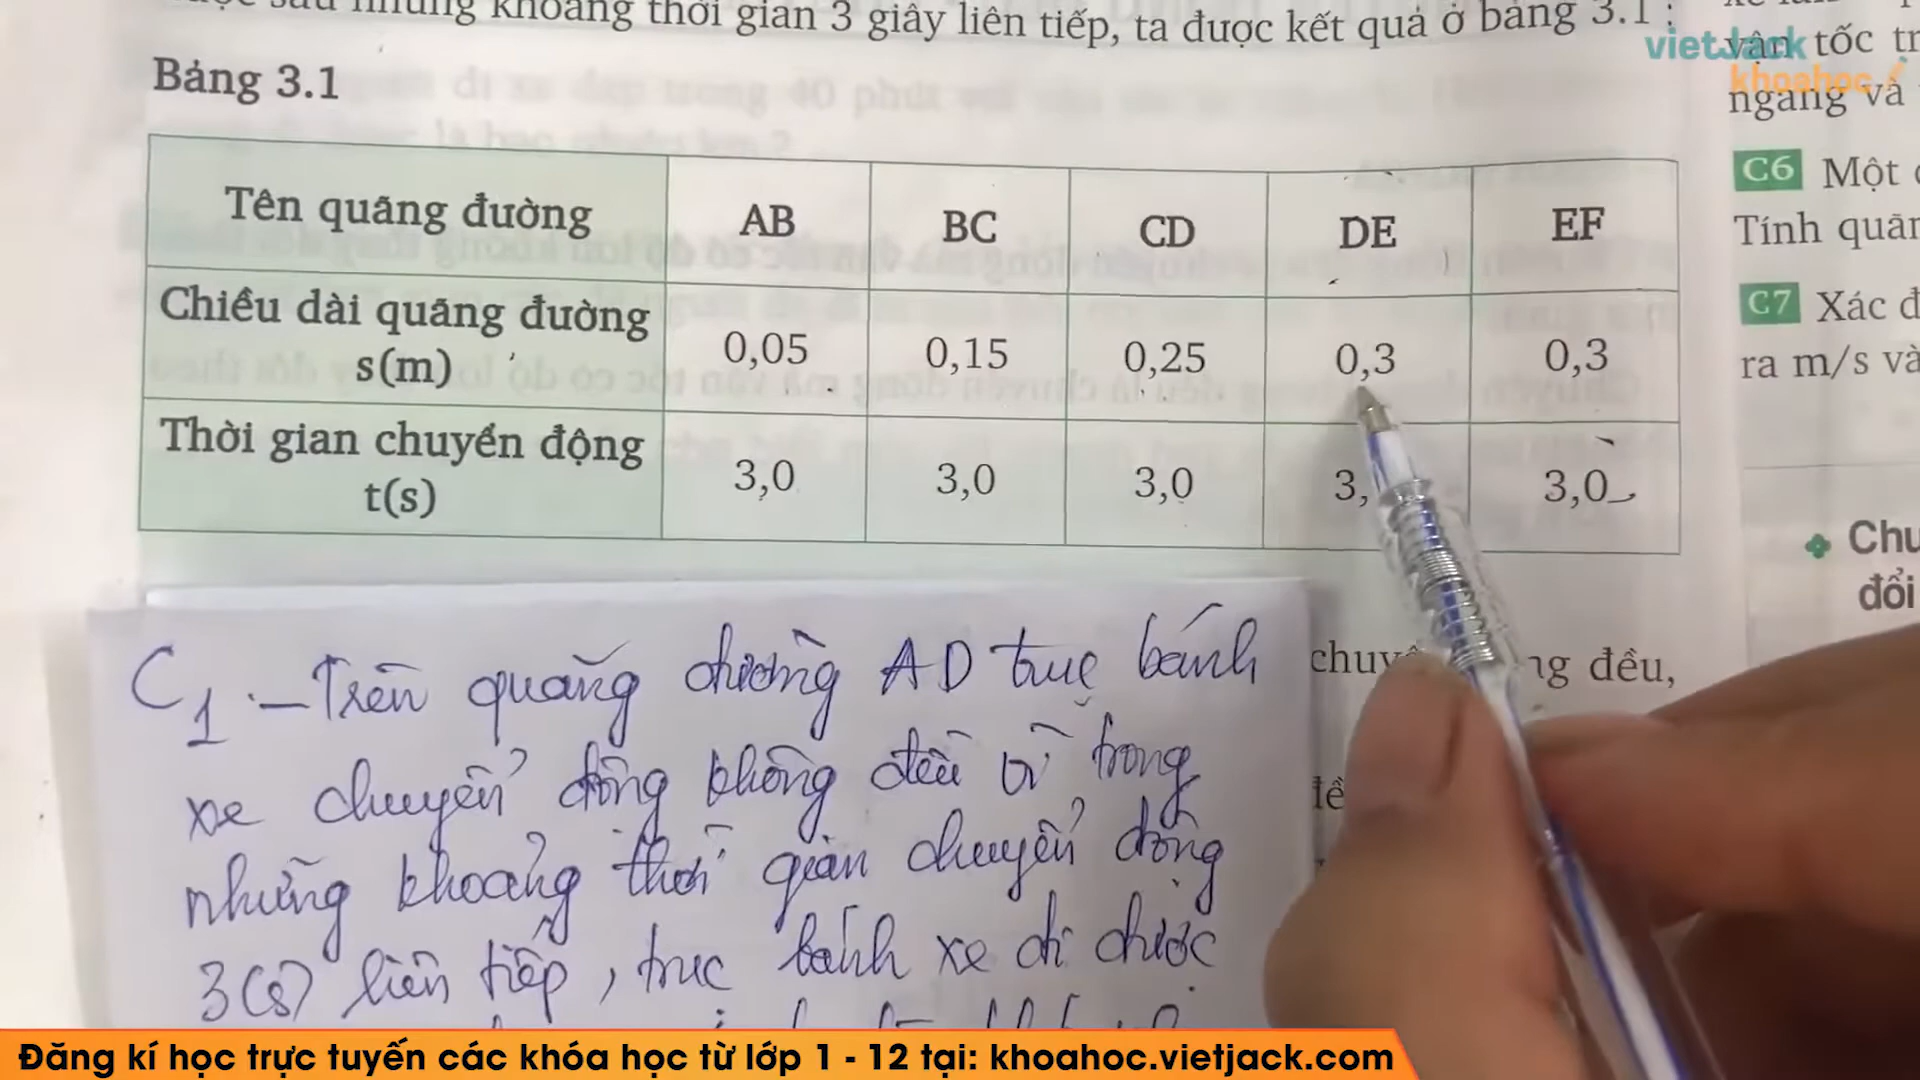 sau những khoảng thời gian 3 giây liên tiếp, ta được kết quả ở bảng 3.1 :
vietJack
khoahoc
Bảng 3.1
Tên quãng đường AB BC CD DE EF
Chiều dài quãng đường s(m) 0,05 0,15 0,25 0,3 0,3
Thời gian chuyển động t(s) 3,0 3,0 3,0 3, 3,0
vận tốc
ngang và
C6 Một
Tính
C7 Xác
ra m/s và
đổi
đều,
C1. - Trên quãng đường AD trục bánh
xe chuyển động không đều vì trong
những khoảng thời gian chuyển động
3(s) liên tiếp, trục bánh xe đi được
Đăng kí học trực tuyến các khóa học từ lớp 1 - 12 tại: khoahoc.vietjack.com